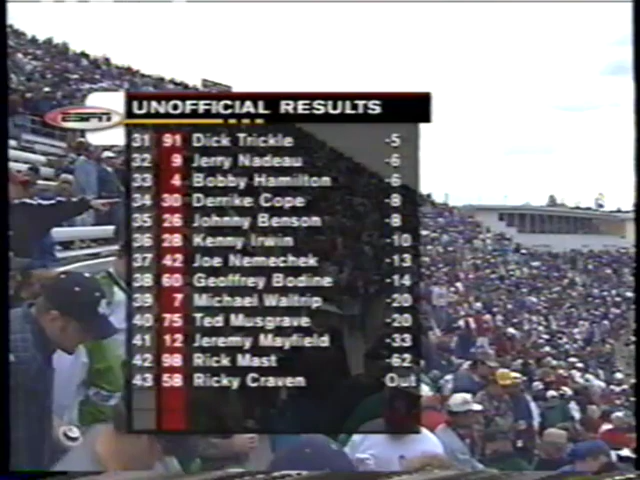 ESPN
UNOFFICIAL RESULTS
31 91 Dick Trickle -5
32 9 Jerry Nadeau -6
33 4 Bobby Hamilton -6
34 30 Derrike Cope -8
35 26 Johnny Benson -8
36 28 Kenny Irwin -10
37 42 Joe Nemechek -13
38 60 Geoffrey Bodine -14
39 7 Michael Waltrip -20
40 75 Ted Musgrave -20
41 12 Jeremy Mayfield -33
42 98 Rick Mast -62
43 58 Ricky Craven Out